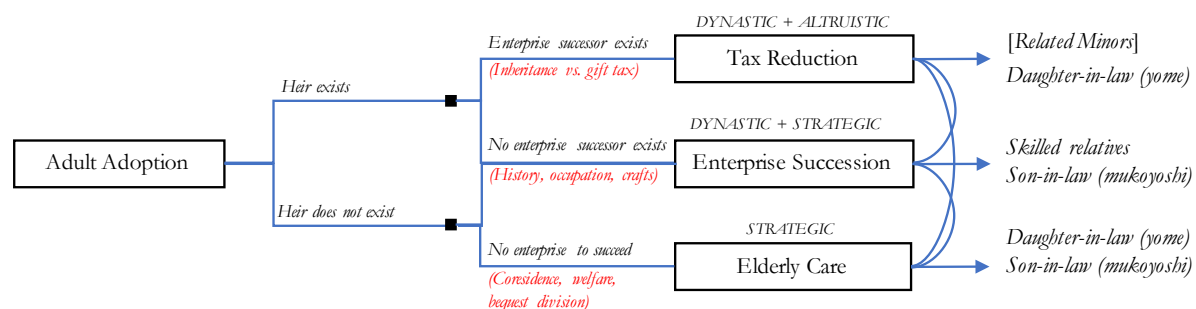 DYNASTIC + ALTRUISTIC
Enterprise successor exists
Tax Reduction
[Related Minors]
(Inheritance vs. gift tax)
Daughter-in-law (yome)
Heir exists
DYNASTIC + STRATEGIC
No enterprise successor exists
Adult Adoption
Enterprise Succession
Skilled relatives
(History, occupation, crafts)
Son-in-law (mukoyoshi)
Heir does not exist
STRATEGIC
No enterprise to succeed
Elderly Care
Daughter-in-law (yome)
(Coresidence, welfare,
Son-in-law (mukoyoshi)
bequest division)